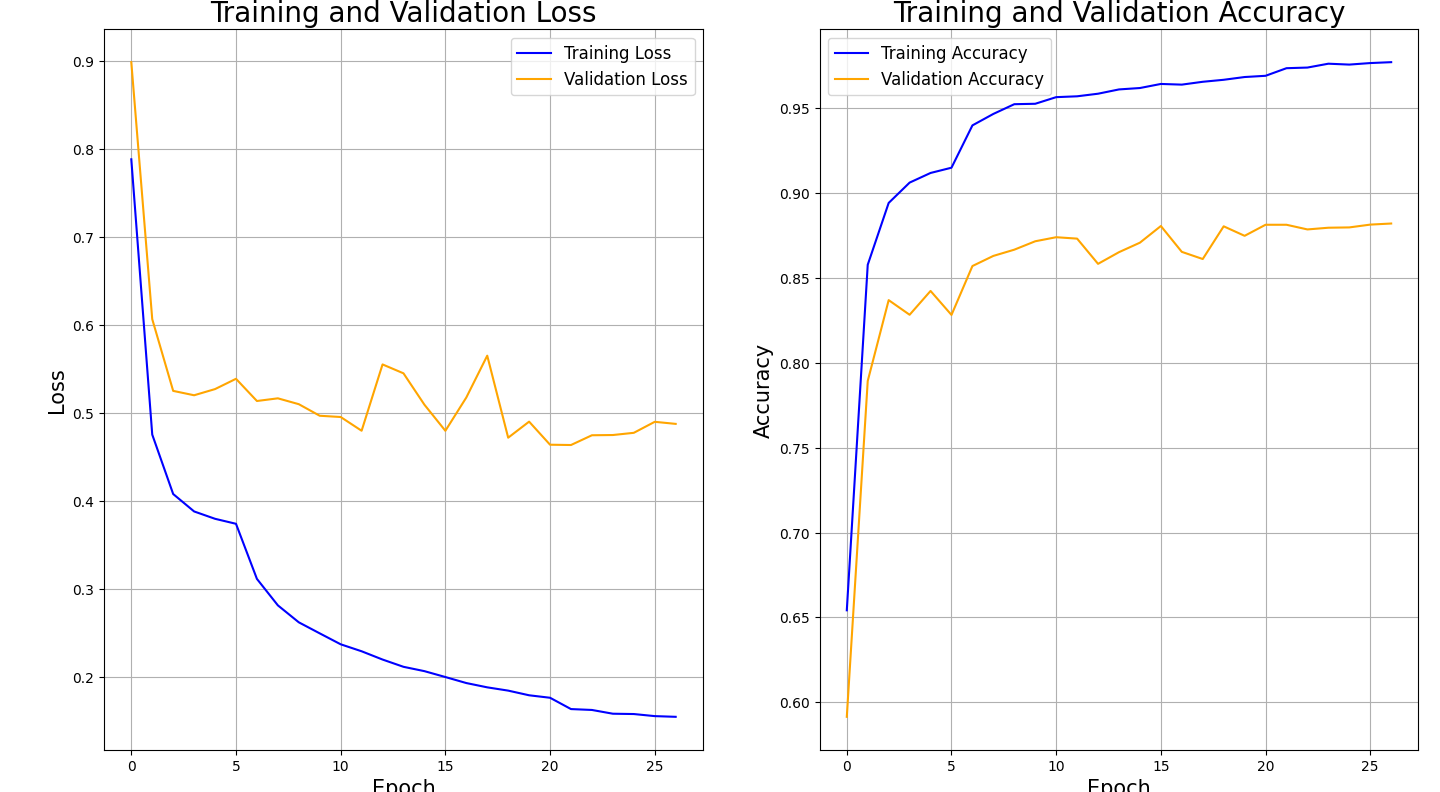 Training and Validation Loss
Training Loss
Validation Loss
0.9
0.8
0.7
0.6
0.5
0.4
0.3
0.2
Loss
0 5 10 15 20 25
Epoch
Training and Validation Accuracy
Training Accuracy
Validation Accuracy
0.95
0.90
0.85
0.80
0.75
0.70
0.65
0.60
Accuracy
0 5 10 15 20 25
Epoch